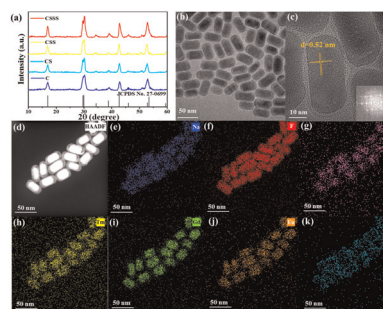 (a)
CSSS
CSS
CS
C
JCPDS No. 27-0699
Intensity (a.u.)
10 20 30 40 50 60
2θ (degree)
(b)
50 nm
(c)
d=0.52 nm
10 nm
(d)
HAADF
50 nm
(e)
Na
50 nm
(f)
F
50 nm
(g)
50 nm
(h)
Tm
50 nm
(i)
Gd
50 nm
(j)
50 nm
(k)
50 nm